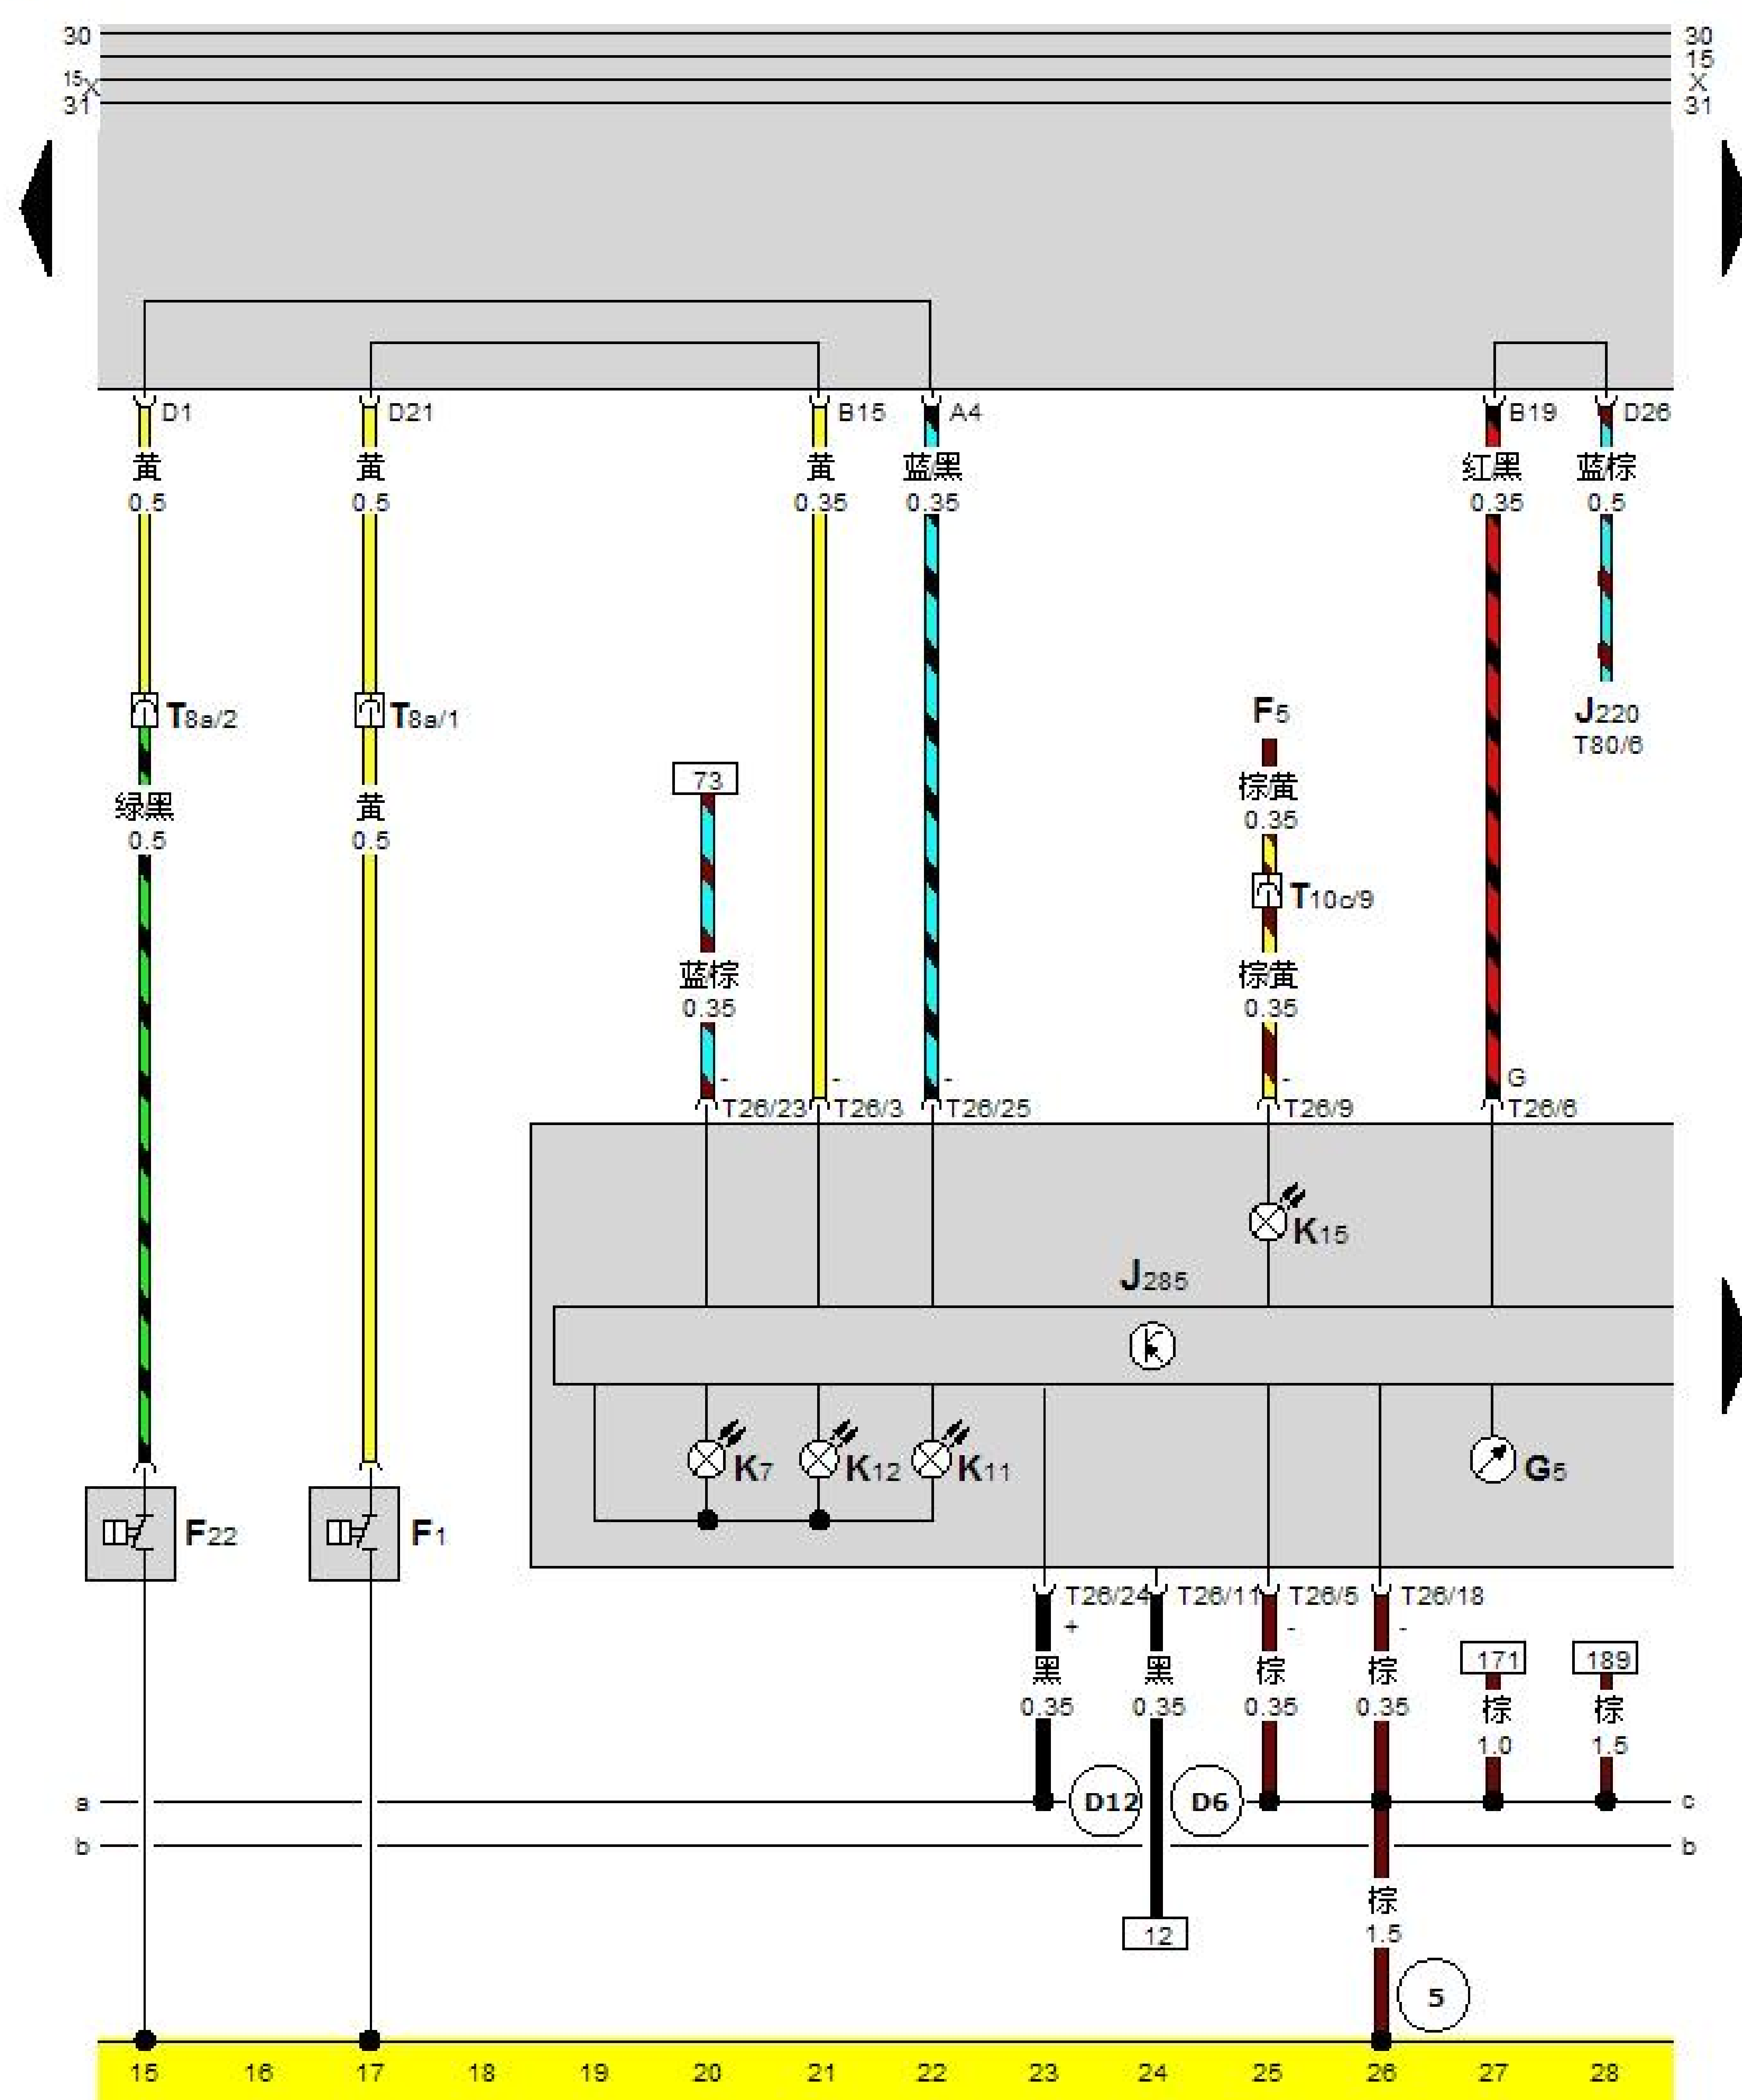 30 30
15
15 X
X
31 31
D1 D21 B15 A4 B19 D26
黄 黄 黄 蓝/黑 红/黑 蓝/棕
0.5 0.5 0.35 0.35 0.35 0.5
T8a/2 T8a/1 F5 J220
T80/6
73 棕/黄
绿/黑 黄 0.35
0.5 0.5
T10c/9
蓝/棕 棕/黄
0.35 0.35
- - - - G
T26/23 T26/3 T26/25 T26/9 T26/6
K15
J285
K7 K12 K11 G5
F22 F1
T26/24 T26/11 T26/5 T26/18
+ - -
171 189
黑 黑 棕 棕
0.35 0.35 0.35 0.35 棕 棕
1.0 1.5
a D12 D6 c
b b
棕
12 1.5
5
15 16 17 18 19 20 21 22 23 24 25 26 27 28